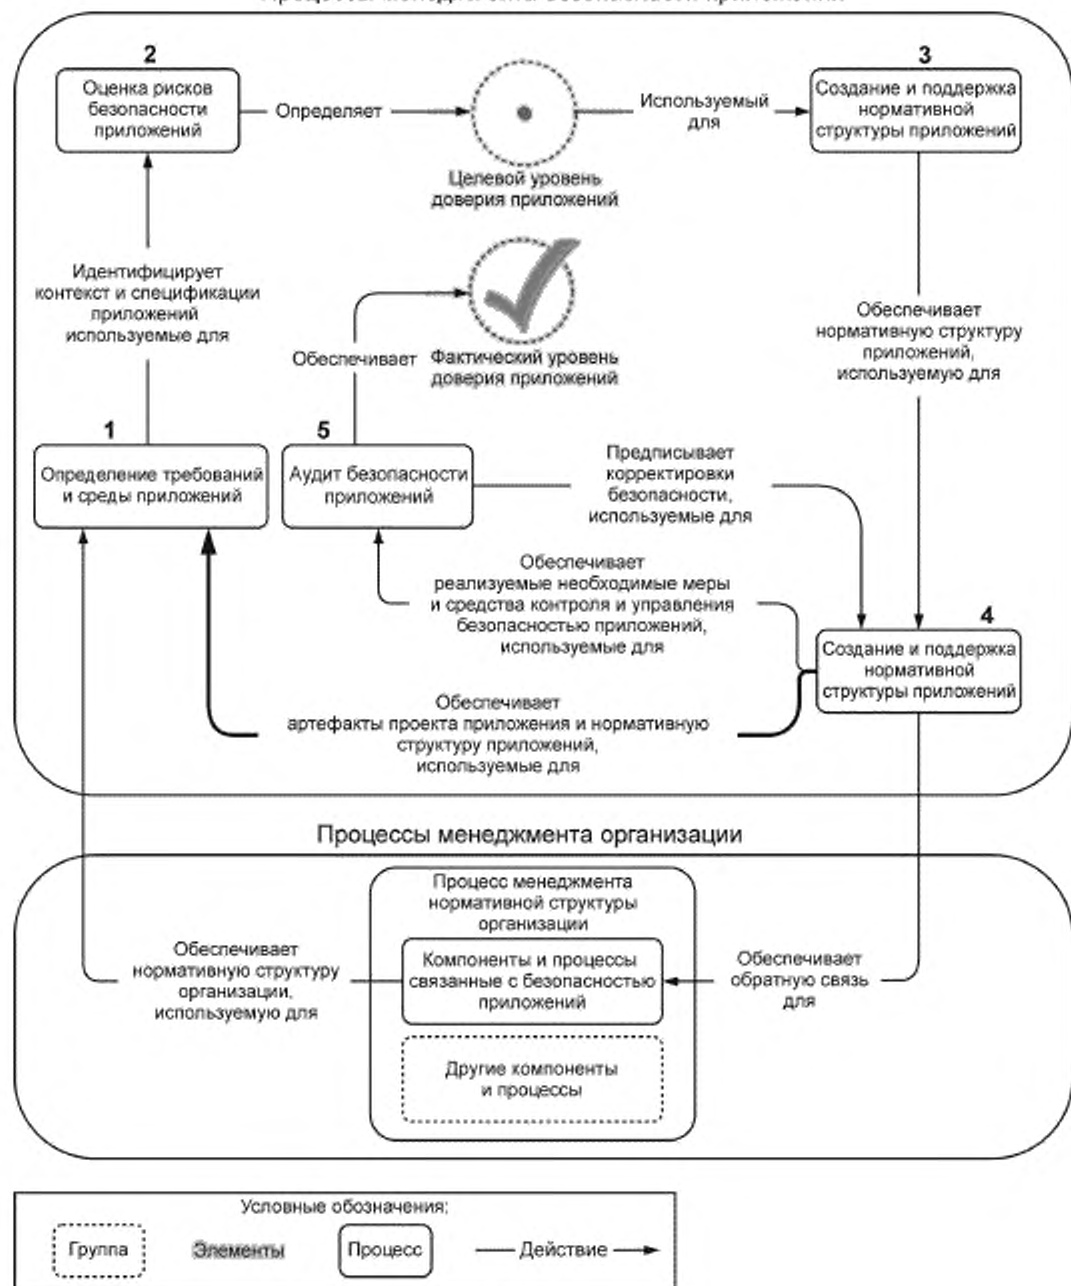 2
Оценка рисков
безопасности
приложений
Определяет
Целевой уровень
доверия приложений
Используемый
для
3
Создание и поддержка
нормативной
структуры приложений
Идентифицирует
контекст и спецификации
приложений
используемые для
Обеспечивает
Фактический уровень
доверия приложений
Обеспечивает
нормативную структуру
приложений,
используемую для
1
Определение требований
и среды приложений
5
Аудит безопасности
приложений
Предписывает
корректировки
безопасности,
используемые для
Обеспечивает
реализуемые необходимые меры
и средства контроля и управления
безопасностью приложений,
используемые для
4
Создание и поддержка
нормативной
структуры приложений
Обеспечивает
артефакты проекта приложения и нормативную
структуру приложений,
используемые для
Процессы менеджмента организации
Процесс менеджмента
нормативной структуры
организации
Обеспечивает
нормативную структуру
организации,
используемую для
Компоненты и процессы
связанные с безопасностью
приложений
Обеспечивает
обратную связь
для
Другие компоненты
и процессы
Условные обозначения:
Группа
Элементы
Процесс
Действие